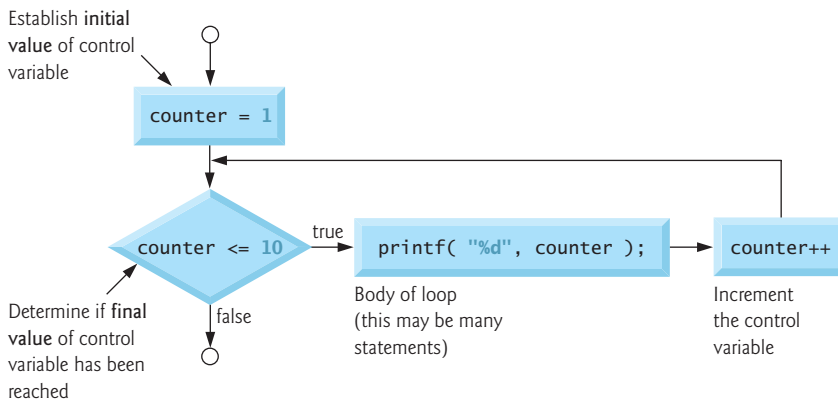 Establish initial
value of control
variable
counter = 1
counter <= 10
true
printf( "%d", counter );
counter++
Body of loop
(this may be many
statements)
Increment
the control
variable
Determine if final
value of control
variable has been
reached
false